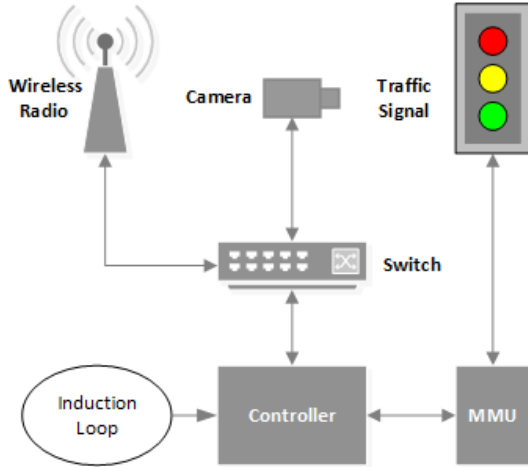 Wireless
Radio
Camera
Traffic
Signal
Switch
Induction
Loop
Controller
MMU